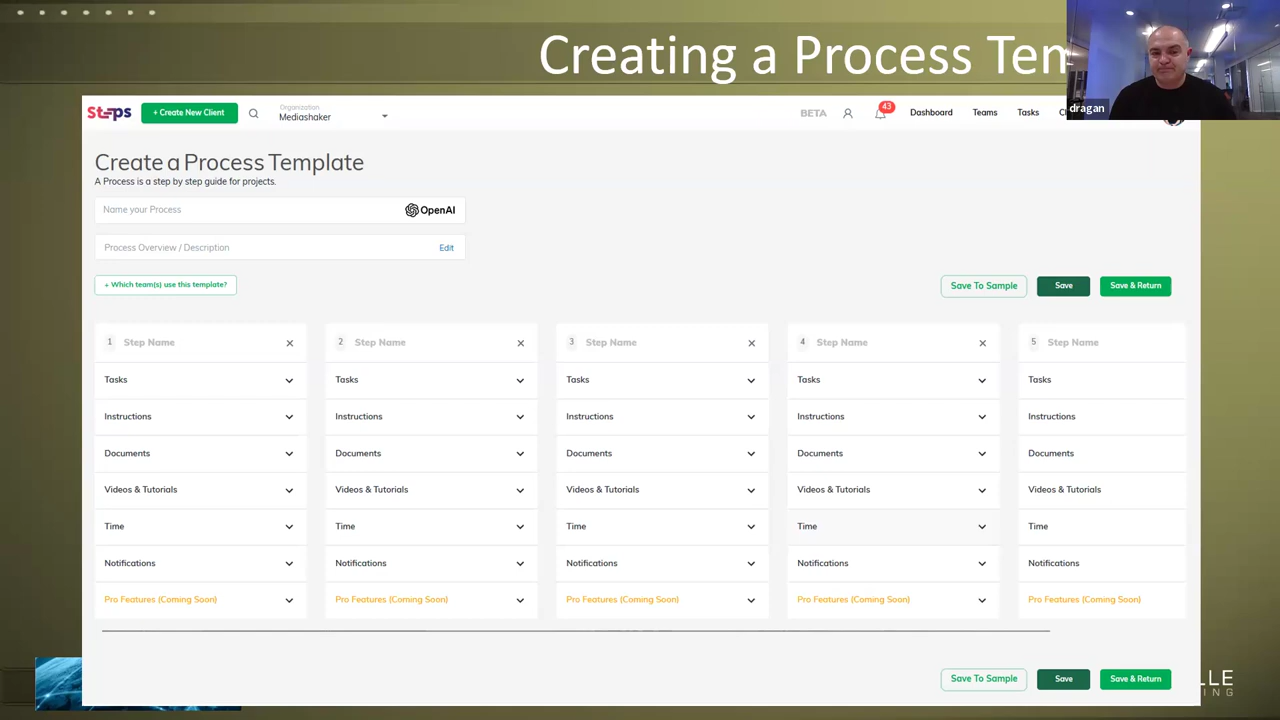 Creating a Process Tem
dragan
Steps
+ Create New Client
Organization
Mediashaker
BETA
43
Dashboard
Teams
Tasks
Create a Process Template
A Process is a step by step guide for projects.
Name your Process
OpenAI
Process Overview / Description
Edit
+ Which team(s) use this template?
Save To Sample
Save
Save & Return
1 Step Name
2 Step Name
3 Step Name
4 Step Name
5 Step Name
Tasks
Tasks
Tasks
Tasks
Tasks
Instructions
Instructions
Instructions
Instructions
Instructions
Documents
Documents
Documents
Documents
Documents
Videos & Tutorials
Videos & Tutorials
Videos & Tutorials
Videos & Tutorials
Videos & Tutorials
Time
Time
Time
Time
Time
Notifications
Notifications
Notifications
Notifications
Notifications
Pro Features (Coming Soon)
Pro Features (Coming Soon)
Pro Features (Coming Soon)
Pro Features (Coming Soon)
Pro Features (Coming Soon)
Save To Sample
Save
Save & Return
LLE
ING